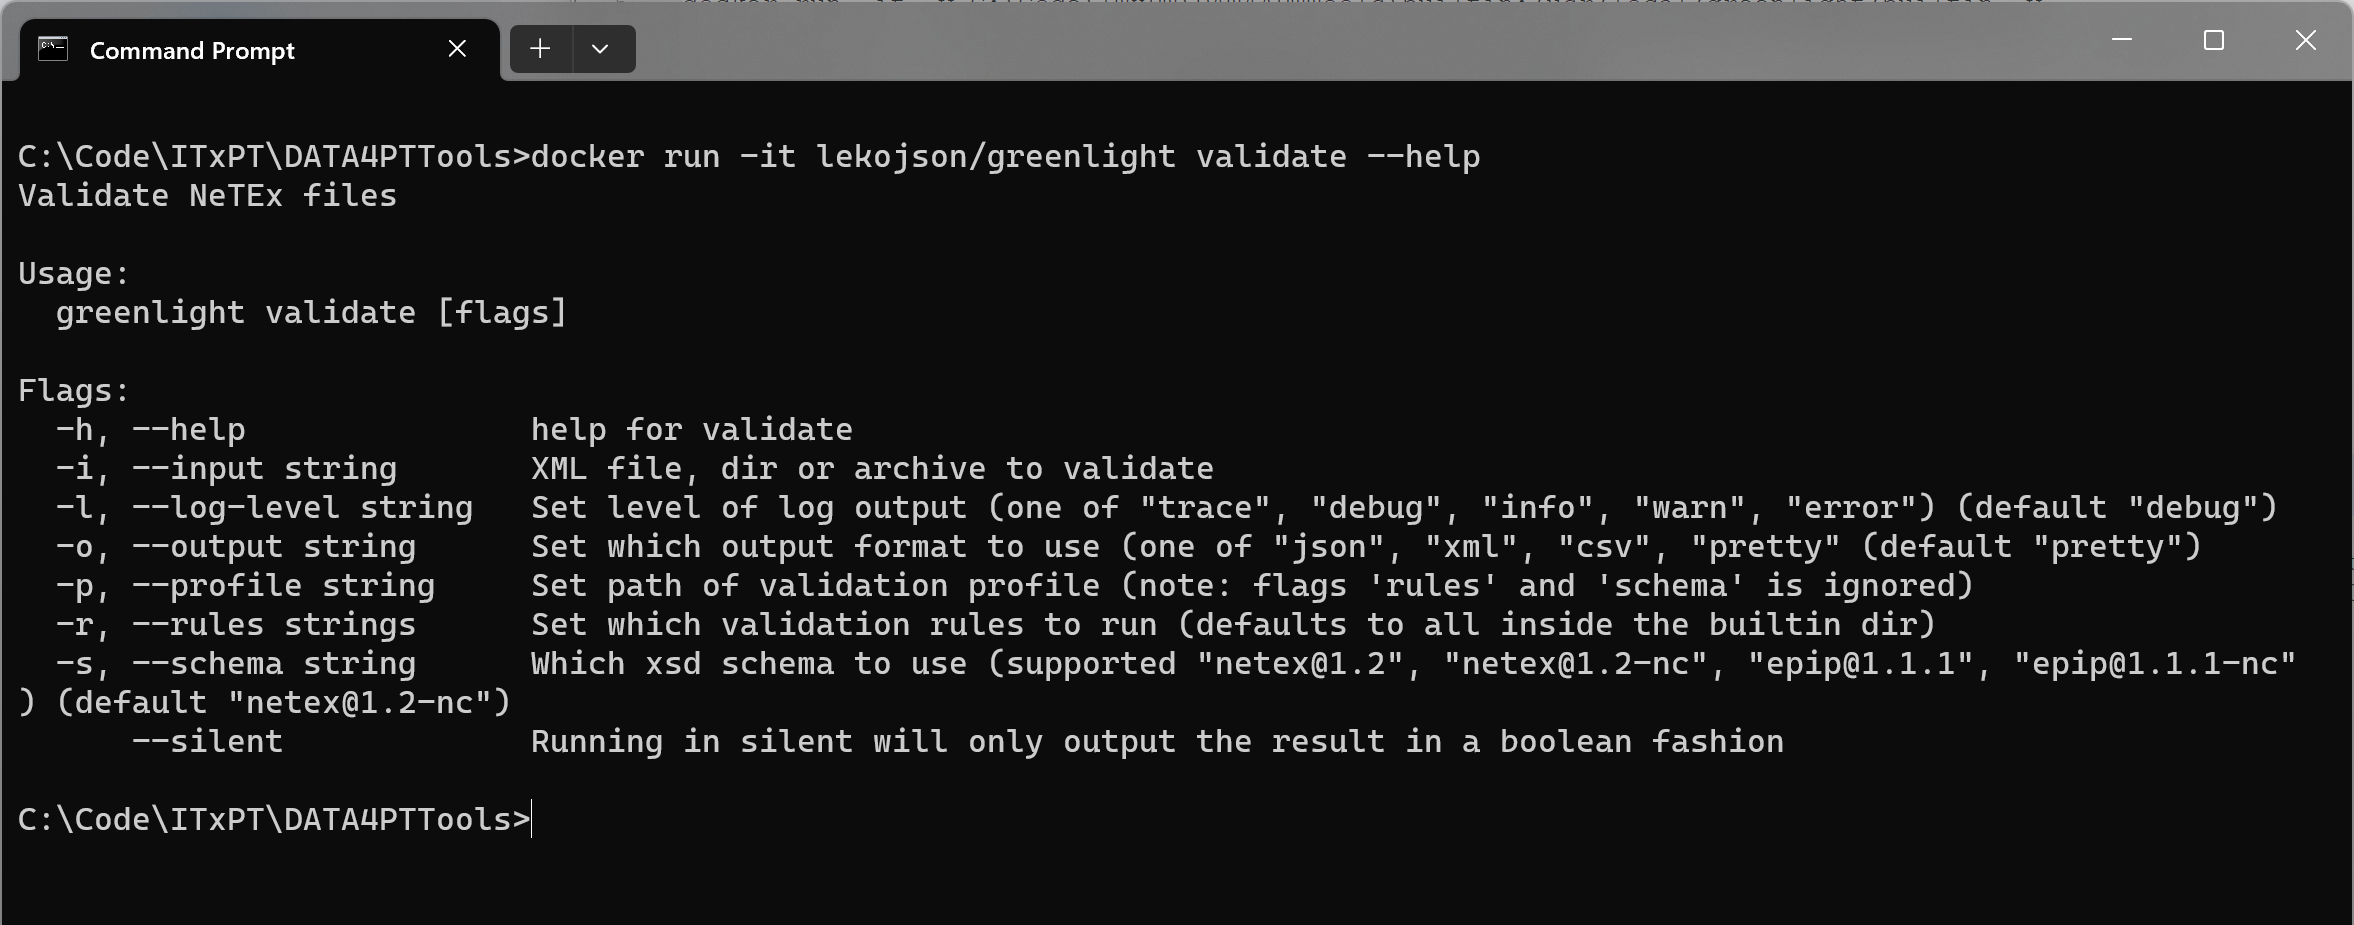 Command Prompt
C:\Code\ITxPT\DATA4PTTools>docker run -it lekojson/greenlight validate --help
Validate NeTEx files
Usage:
  greenlight validate [flags]
Flags:
  -h, --help               help for validate
  -i, --input string       XML file, dir or archive to validate
  -l, --log-level string   Set level of log output (one of "trace", "debug", "info", "warn", "error") (default "debug")
  -o, --output string      Set which output format to use (one of "json", "xml", "csv", "pretty" (default "pretty")
  -p, --profile string     Set path of validation profile (note: flags 'rules' and 'schema' is ignored)
  -r, --rules strings      Set which validation rules to run (defaults to all inside the builtin dir)
  -s, --schema string      Which xsd schema to use (supported "netex@1.2", "netex@1.2-nc", "epip@1.1.1", "epip@1.1.1-nc"
) (default "netex@1.2-nc")
      --silent             Running in silent will only output the result in a boolean fashion
C:\Code\ITxPT\DATA4PTTools>